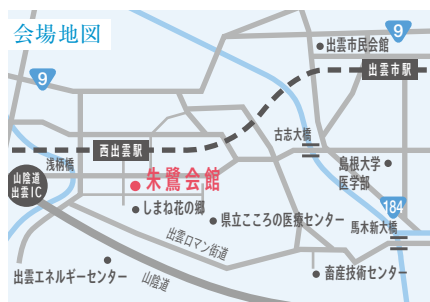 会場地図
9
出雲市民会館
9
出雲市駅
古志大橋
西出雲駅
浅柄橋
山陰道
出雲IC
朱鷺会館
島根大学
医学部
しまね花の郷
県立こころの医療センター
184
馬木新大橋
出雲ロマン街道
出雲エネルギーセンター
山陰道
畜産技術センター